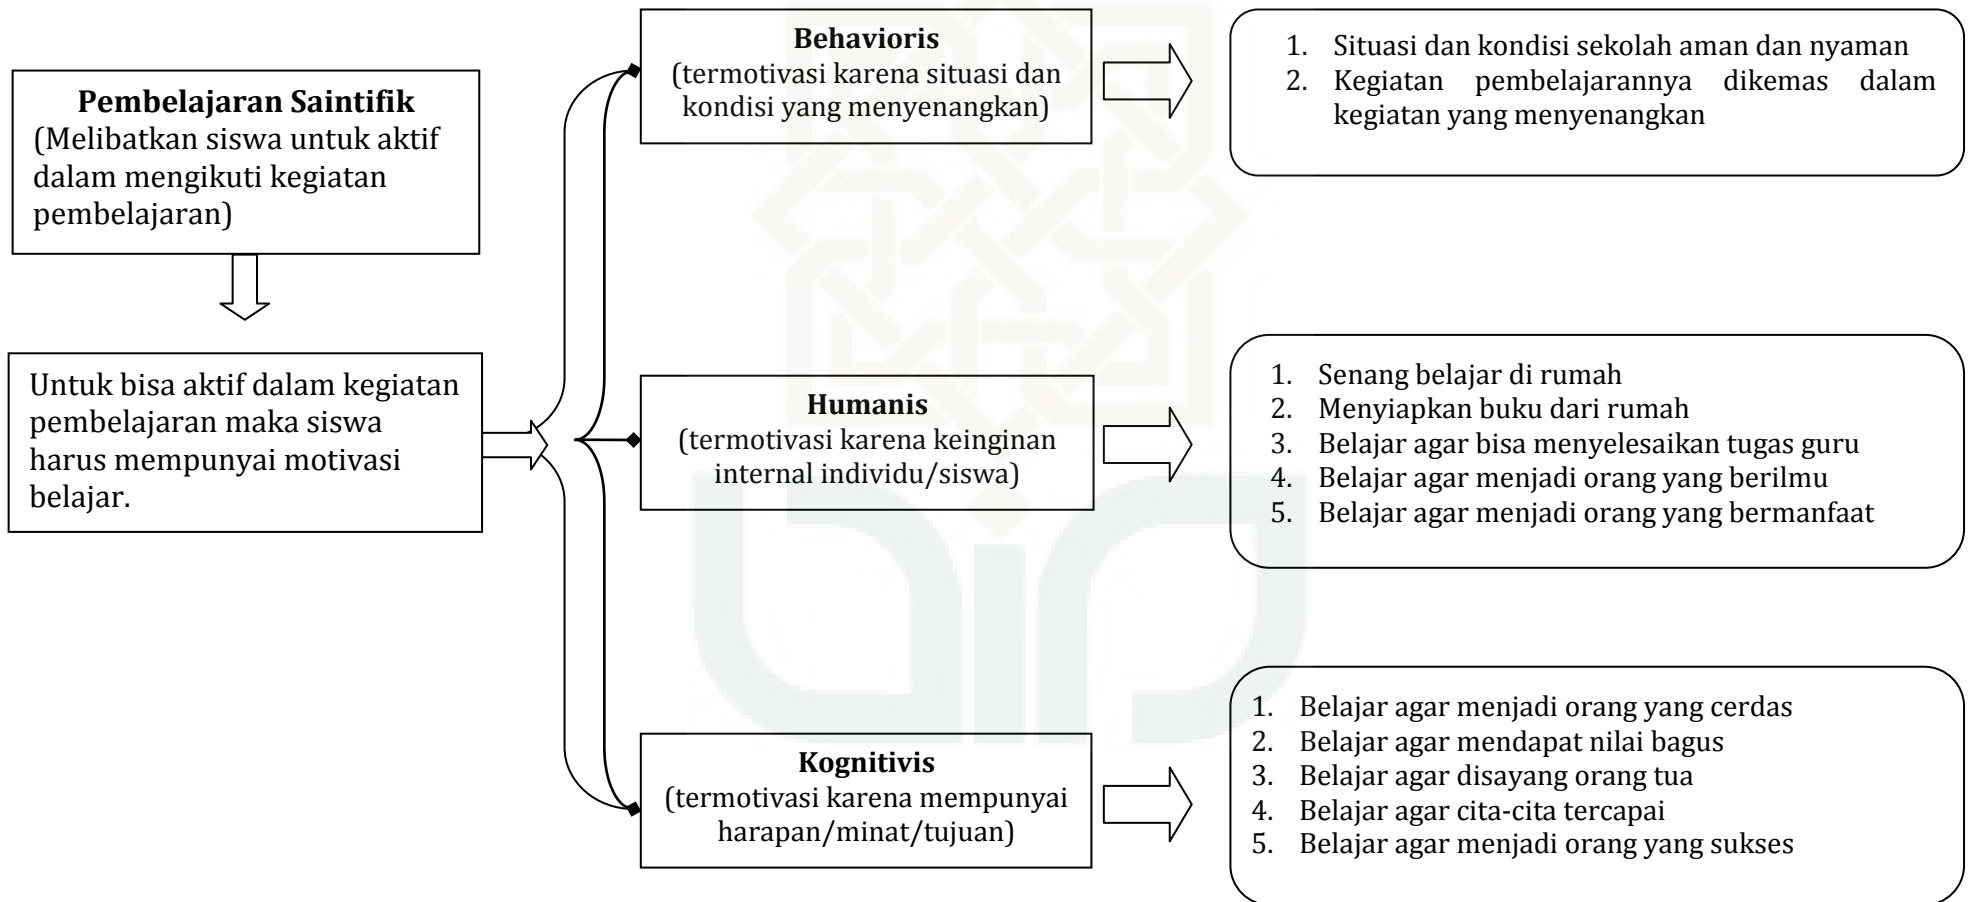 Pembelajaran Saintifik
(Melibatkan siswa untuk aktif
dalam mengikuti kegiatan
pembelajaran)
Untuk bisa aktif dalam kegiatan
pembelajaran maka siswa
harus mempunyai motivasi
belajar.
Behavioris
(termotivasi karena situasi dan
kondisi yang menyenangkan)
1. Situasi dan kondisi sekolah aman dan nyaman
2. Kegiatan pembelajarannya dikemas dalam
kegiatan yang menyenangkan
Humanis
(termotivasi karena keinginan
internal individu/siswa)
1. Senang belajar di rumah
2. Menyiapkan buku dari rumah
3. Belajar agar bisa menyelesaikan tugas guru
4. Belajar agar menjadi orang yang berilmu
5. Belajar agar menjadi orang yang bermanfaat
Kognitivis
(termotivasi karena mempunyai
harapan/minat/tujuan)
1. Belajar agar menjadi orang yang cerdas
2. Belajar agar mendapat nilai bagus
3. Belajar agar disayang orang tua
4. Belajar agar cita-cita tercapai
5. Belajar agar menjadi orang yang sukses